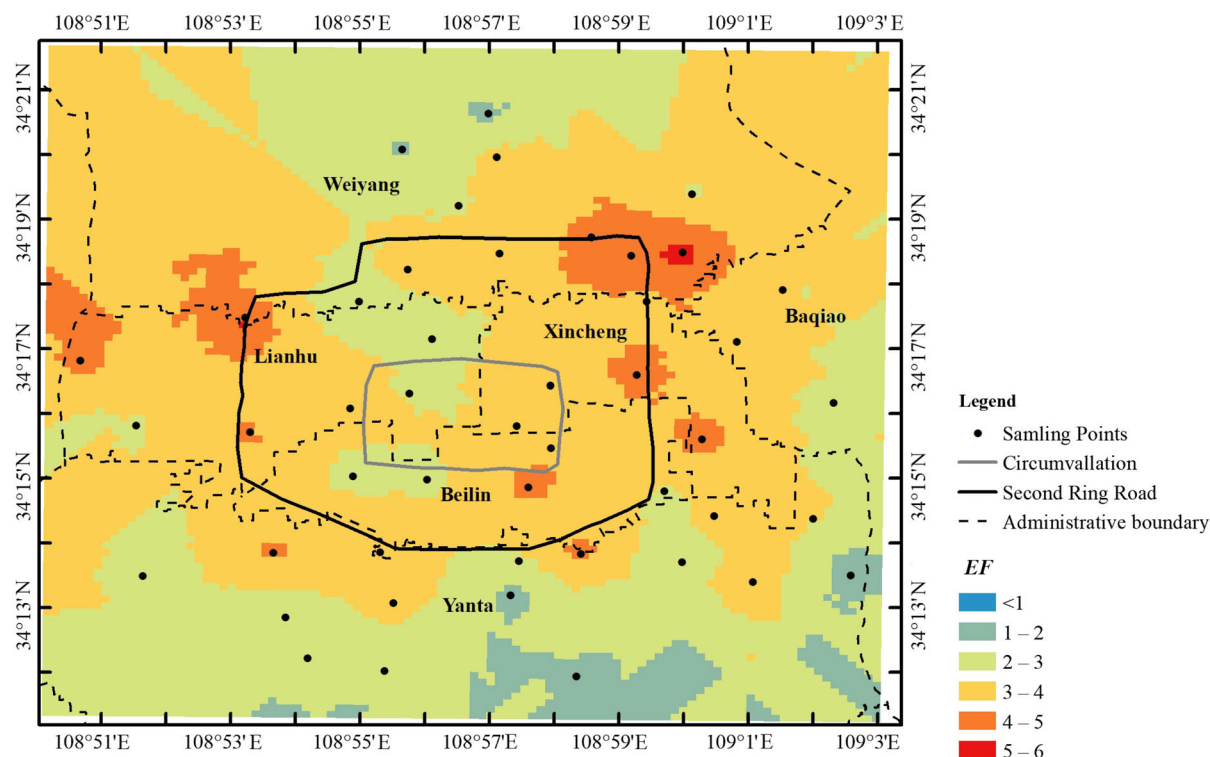 108°51'E 108°53'E 108°55'E 108°57'E 108°59'E 109°1'E 109°3'E
34°21'N 34°21'N
Weiyang
34°19'N 34°19'N
Xincheng Baqiao
34°17'N Lianhu 34°17'N
34°15'N 34°15'N
Beilin
34°13'N Yanta 34°13'N
108°51'E 108°53'E 108°55'E 108°57'E 108°59'E 109°1'E 109°3'E
Legend
Samling Points
Circumvallation
Second Ring Road
Administrative boundary
EF
<1
1 – 2
2 – 3
3 – 4
4 – 5
5 – 6